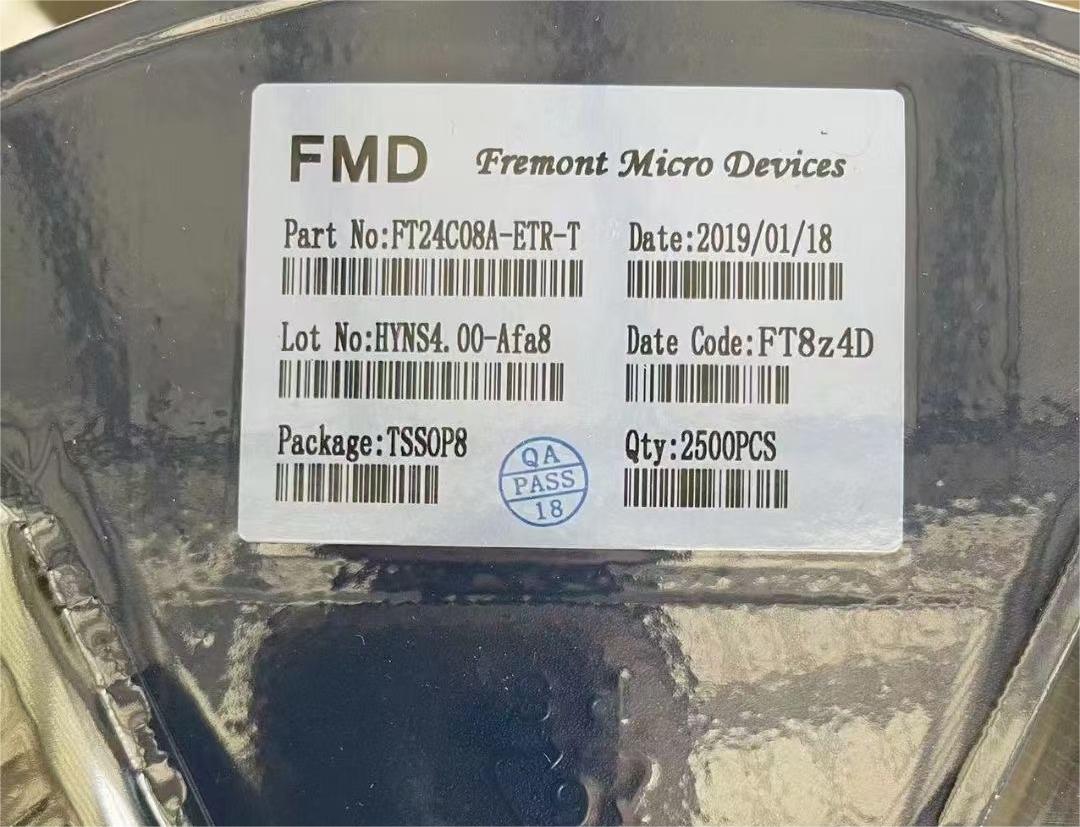 FMD Fremont Micro Devices
Part No:FT24C08A-ETR-T Date:2019/01/18
Lot No:HYNS4.00-Afa8 Date Code:FT8z4D
Package:TSSOP8 Qty:2500PCS
QA
PASS
18